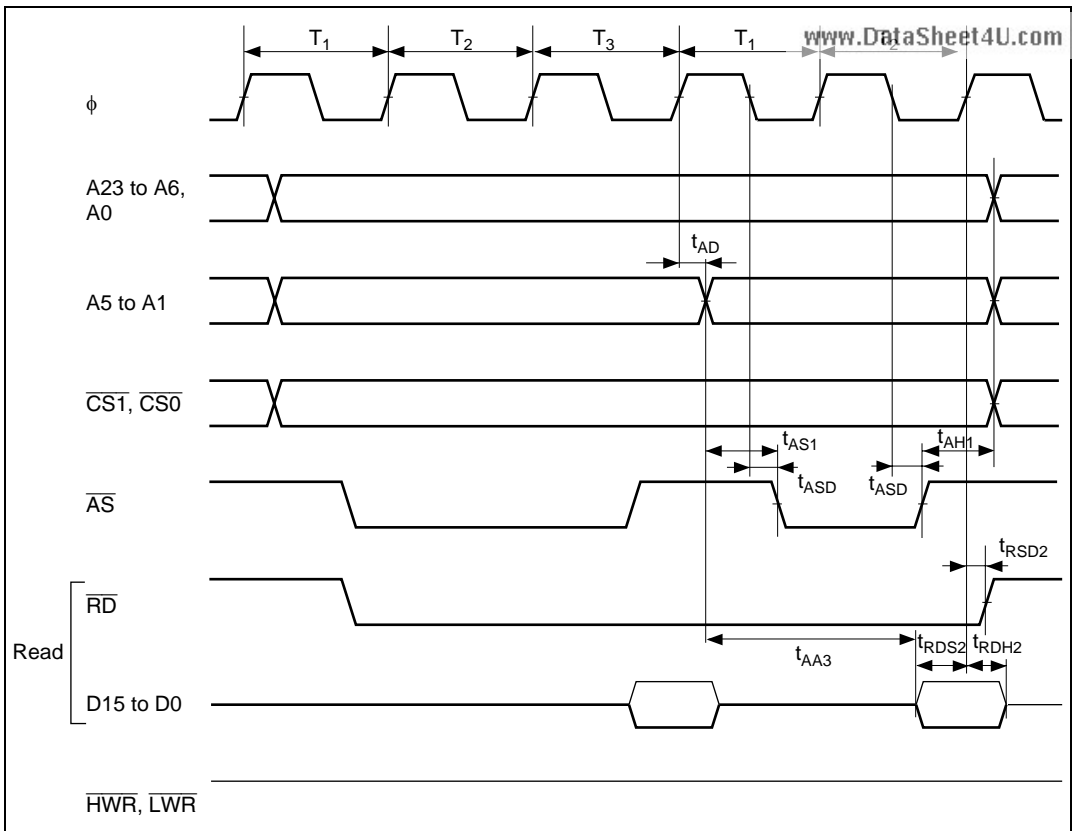 T1 T2 T3 T1 T2
www.DataSheet4U.com
ϕ
A23 to A6,
A0
tAD
A5 to A1
CS1, CS0
tAS1 tAH1
tASD tASD
AS
tRSD2
RD
Read
tAA3 tRDS2 tRDH2
D15 to D0
HWR, LWR